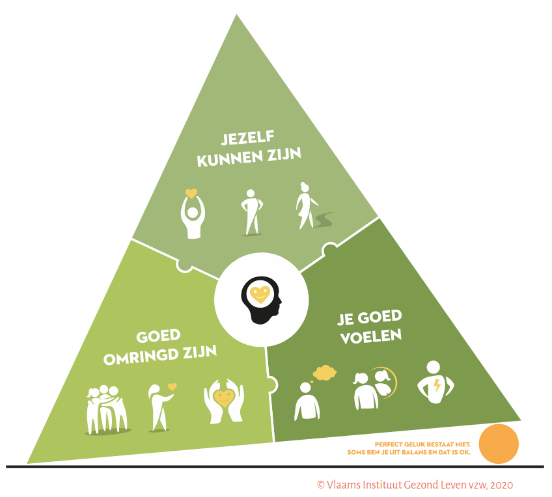 JEZELF
KUNNEN ZIJN
GOED
OMRINGD ZIJN
JE GOED
VOELEN
PERFECT GELUK BESTAAT NIET.
SOMS BEN JE UIT BALANS EN DAT IS OK.
© Vlaams Instituut Gezond Leven vzw, 2020